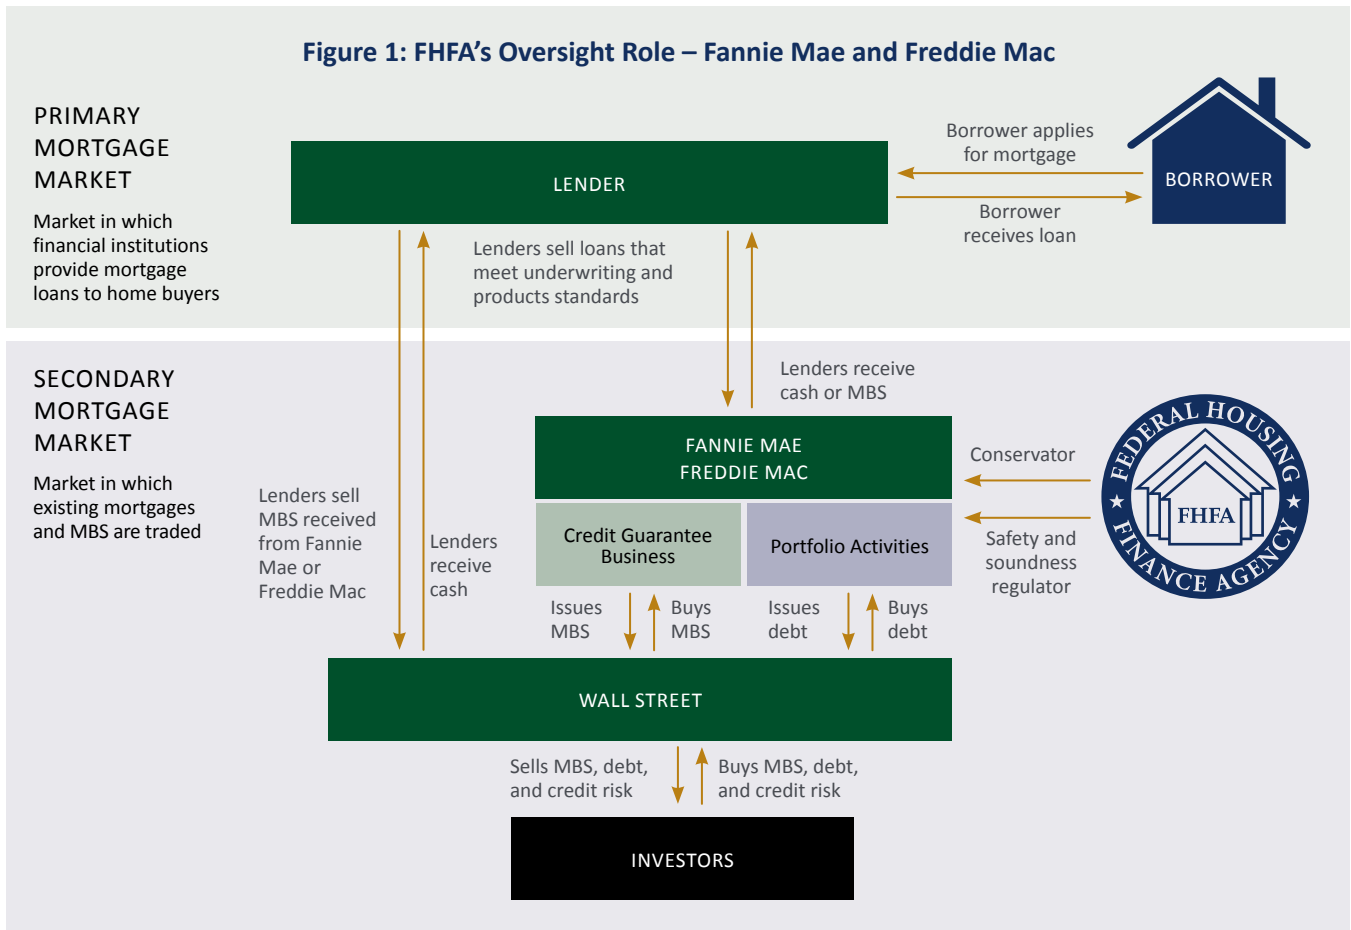 Figure 1: FHFA’s Oversight Role – Fannie Mae and Freddie Mac
PRIMARY
MORTGAGE
MARKET
Market in which
financial institutions
provide mortgage
loans to home buyers
LENDER
Borrower applies
for mortgage
BORROWER
Borrower
receives loan
Lenders sell loans that
meet underwriting and
products standards
SECONDARY
MORTGAGE
MARKET
Market in which
existing mortgages
and MBS are traded
Lenders receive
cash or MBS
FANNIE MAE
FREDDIE MAC
Conservator
FEDERAL HOUSING
FHFA
FINANCE AGENCY
Safety and
soundness
regulator
Credit Guarantee
Business
Portfolio Activities
Lenders sell
MBS received
from Fannie
Mae or
Freddie Mac
Lenders
receive
cash
Issues
MBS
Buys
MBS
Issues
debt
Buys
debt
WALL STREET
Sells MBS, debt,
and credit risk
Buys MBS, debt,
and credit risk
INVESTORS